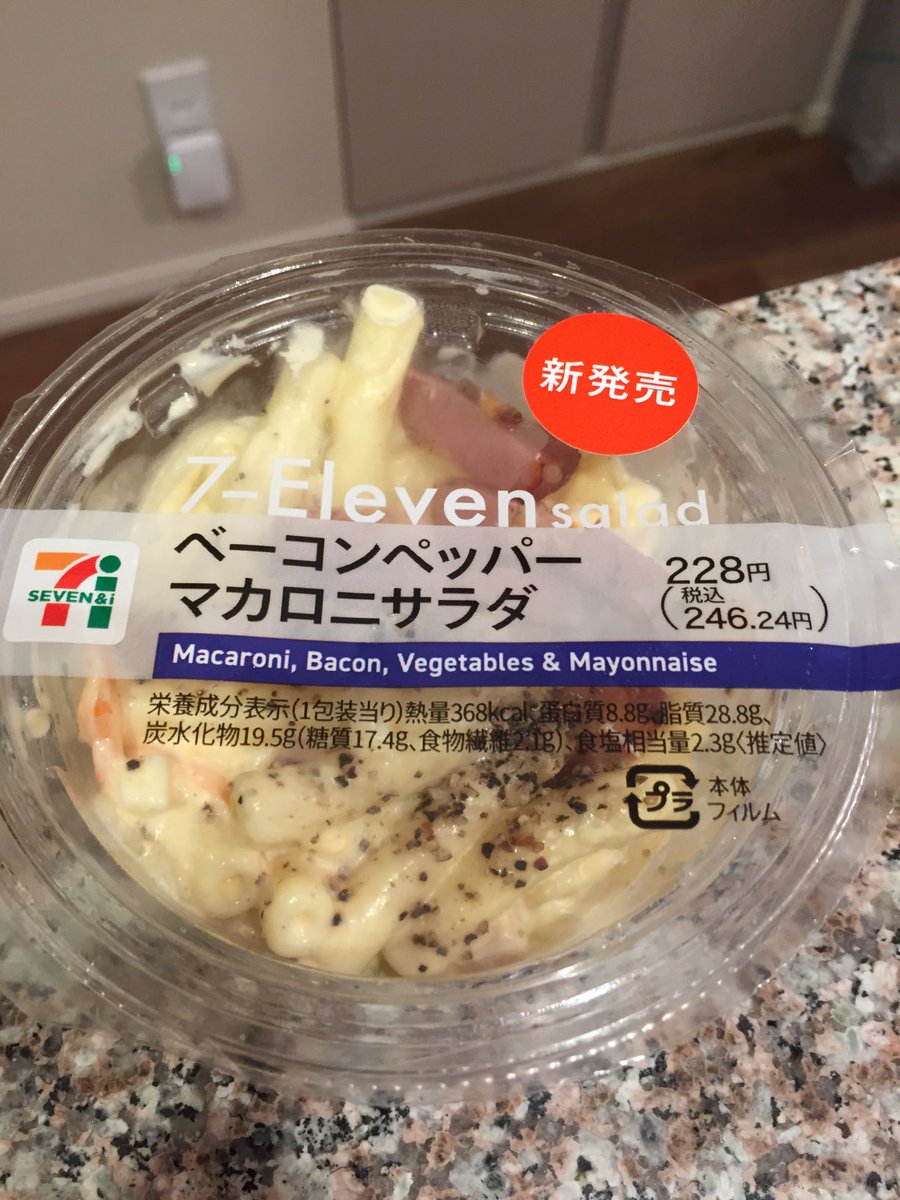 新発売
7-Eleven salad
SEVEN&i
ベーコンペッパー
マカロニサラダ
228円
(税込
246.24円)
Macaroni, Bacon, Vegetables & Mayonnaise
栄養成分表示(1包装当り)熱量368kcal、蛋白質8.8g、脂質28.8g、
炭水化物19.5g(糖質17.4g、食物繊維2.1g)、食塩相当量2.3g〈推定値〉
プラ
本体
フィルム